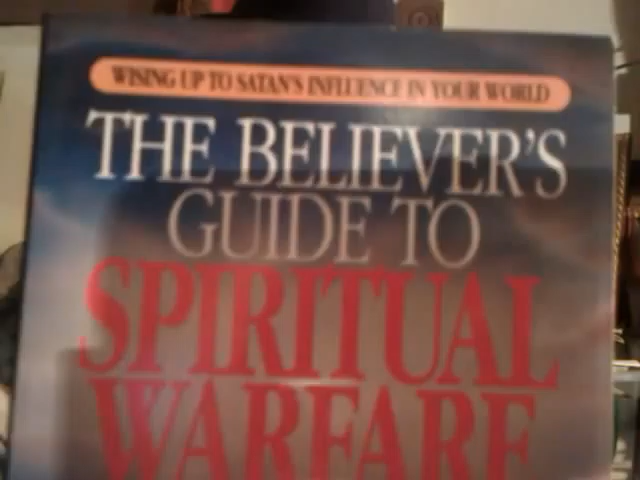 WISING UP TO SATAN'S INFLUENCE IN YOUR WORLD
THE BELIEVER'S
GUIDE TO
SPIRITUAL
WARFARE